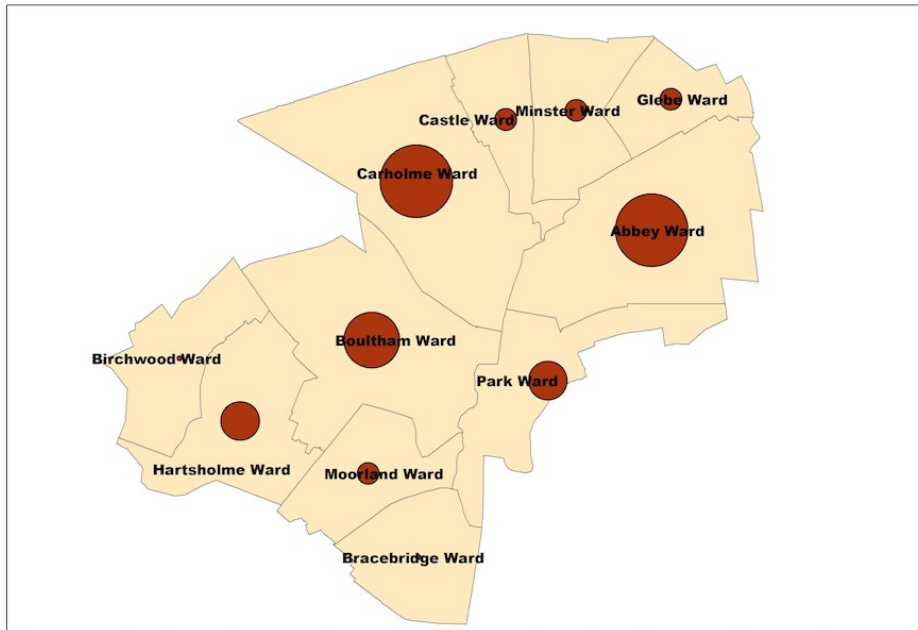 Glebe Ward
Minster Ward
Castle Ward
Carholme Ward
Abbey Ward
Boultham Ward
Birchwood Ward
Park Ward
Hartsholme Ward
Moorland Ward
Bracebridge Ward